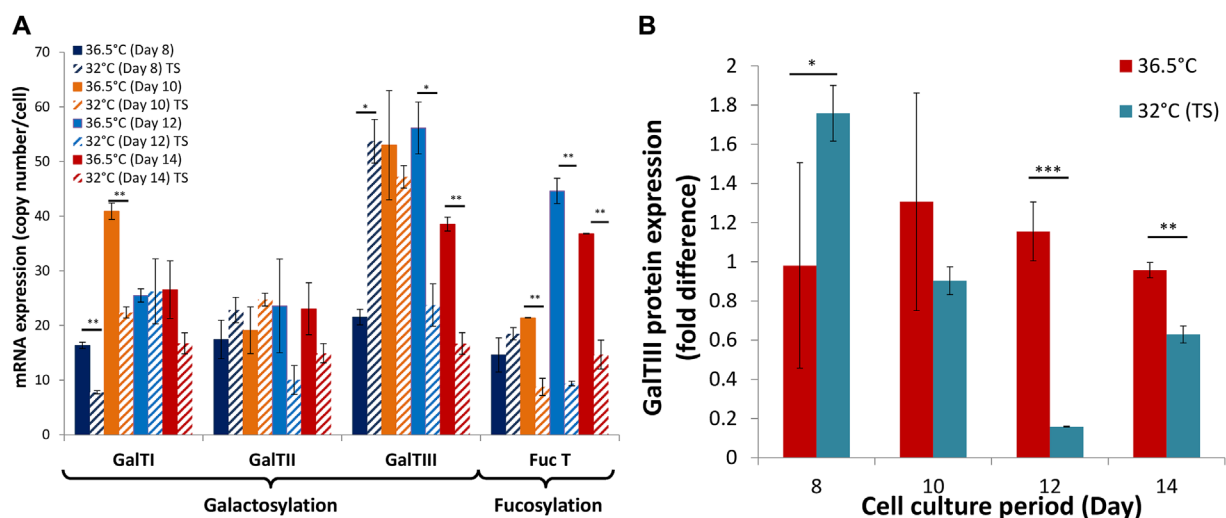 A
mRNA expression (copy number/cell)
70
60
50
40
30
20
10
0
36.5°C (Day 8)
32°C (Day 8) TS
36.5°C (Day 10)
32°C (Day 10) TS
36.5°C (Day 12)
32°C (Day 12) TS
36.5°C (Day 14)
32°C (Day 14) TS
**
**
*
*
**
**
**
**
GalTI GalTII GalTIII Fuc T
Galactosylation Fucosylation
B
GalTIII protein expression
(fold difference)
2
1.8
1.6
1.4
1.2
1
0.8
0.6
0.4
0.2
0
36.5°C
32°C (TS)
*
***
**
8 10 12 14
Cell culture period (Day)